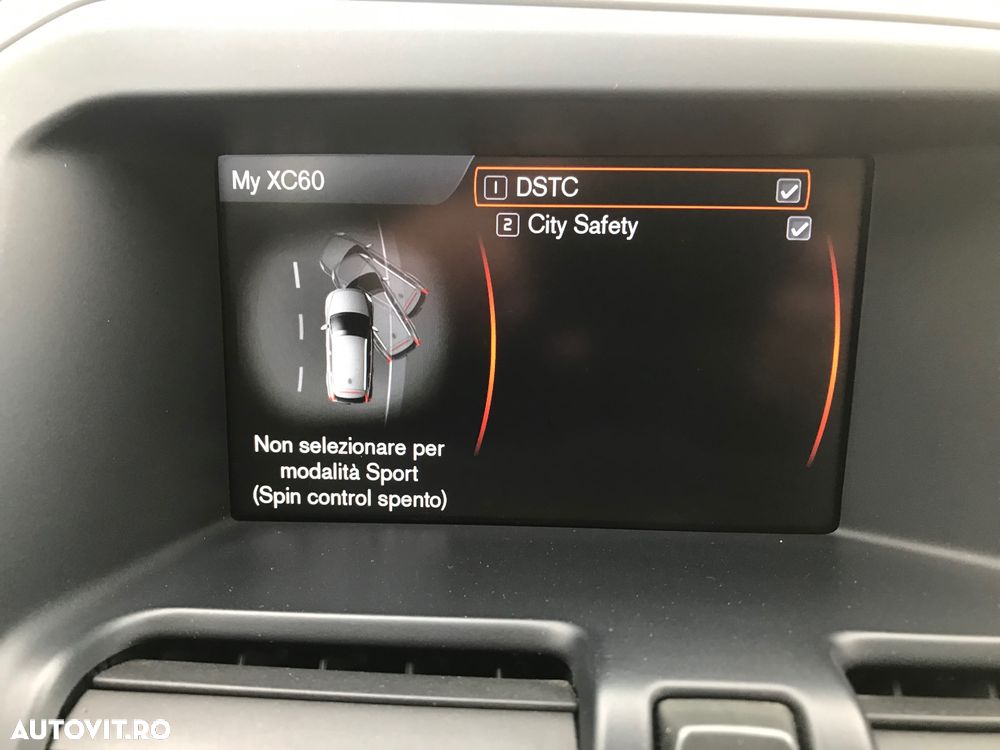 My XC60
1 DSTC
2 City Safety
Non selezionare per
modalità Sport
(Spin control spento)
AUTOVIT.RO